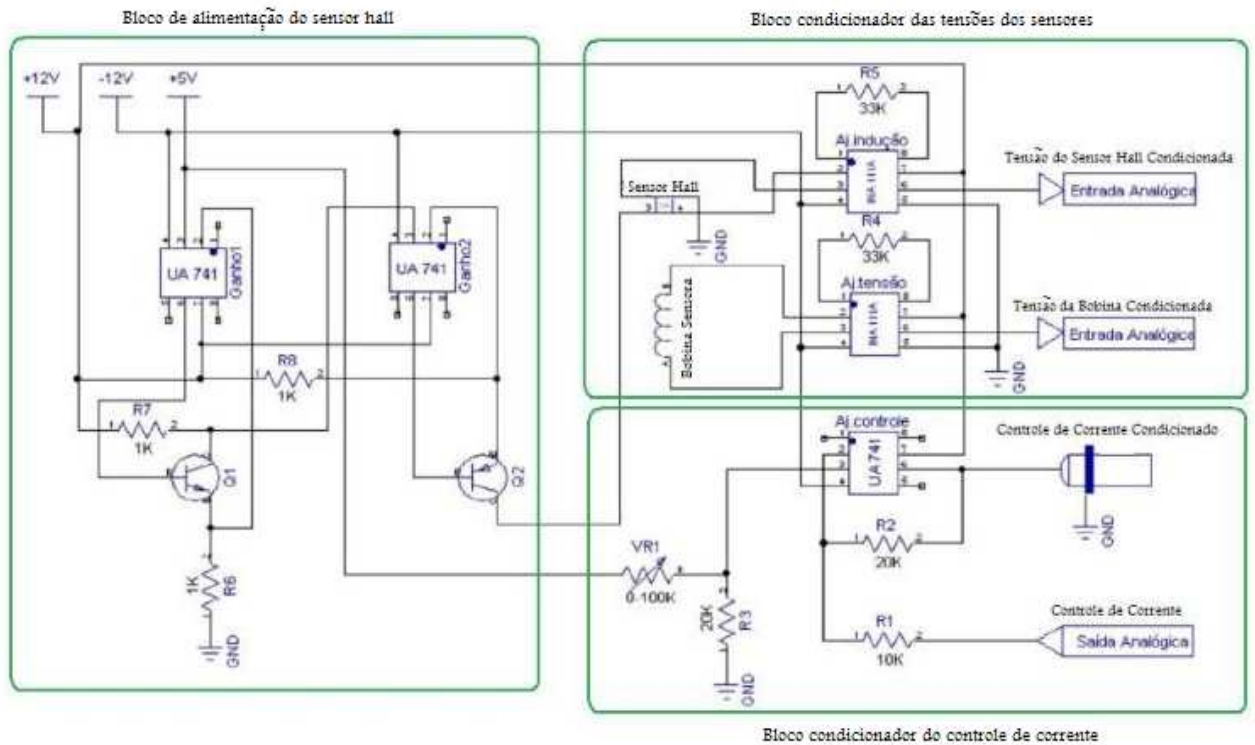 Bloco de alimentação do sensor hall
Bloco condicionador das tensões dos sensores
+12V
-12V
+5V
R5
33K
Aj.indução
Tensão do Sensor Hall Condicionada
Entrada Analógica
Sensor Hall
GND
R4
33K
UA 741
Ganho1
UA 741
Ganho2
Aj.tensão
Tensão da Bobina Condicionada
Entrada Analógica
Bobina Sensora
GND
R8
1K
R7
1K
Q1
Q2
Aj.controle
UA 741
Controle de Corrente Condicionado
GND
R2
20K
VR1
0-100K
1K
R6
GND
20K
R3
GND
R1
10K
Controle de Corrente
Saída Analógica
Bloco condicionador do controle de corrente